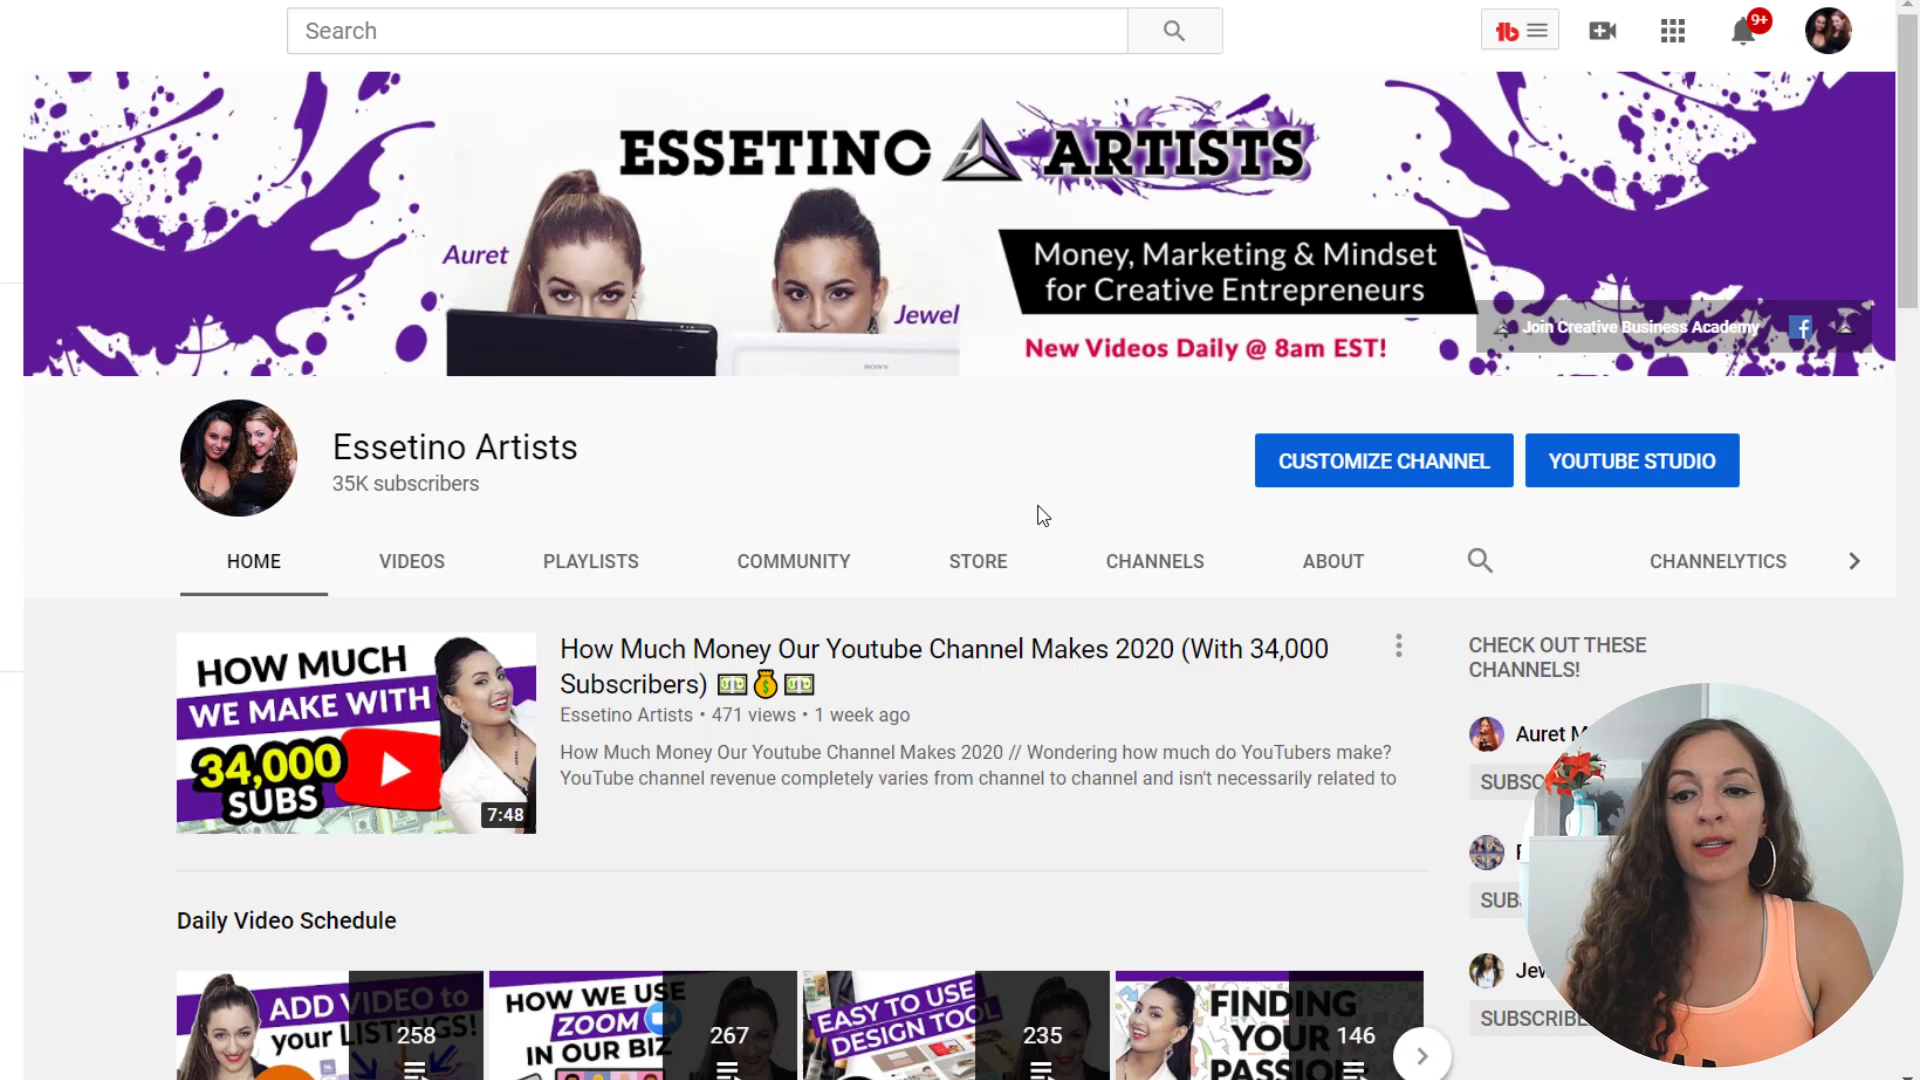 Search
9+
ESSETINO ARTISTS
Auret
Jewel
SONY
Money, Marketing & Mindset
for Creative Entrepreneurs
New Videos Daily @ 8am EST!
Join Creative Business Academy
Essetino Artists
35K subscribers
CUSTOMIZE CHANNEL
YOUTUBE STUDIO
HOME
VIDEOS
PLAYLISTS
COMMUNITY
STORE
CHANNELS
ABOUT
CHANNELYTICS
HOW MUCH
WE MAKE WITH
34,000
SUBS
7:48
How Much Money Our Youtube Channel Makes 2020 (With 34,000
Subscribers)
Essetino Artists • 471 views • 1 week ago
How Much Money Our Youtube Channel Makes 2020 // Wondering how much do YouTubers make?
YouTube channel revenue completely varies from channel to channel and isn't necessarily related to
CHECK OUT THESE
CHANNELS!
Auret M
SUBSC
SUB
Jew
SUBSCRIBE
Daily Video Schedule
ADD VIDEO to
your LISTINGS!
258
HOW WE USE
ZOOM
IN OUR BIZ
267
EASY TO USE
DESIGN TOOL
235
FINDING
YOUR
PASSION
146